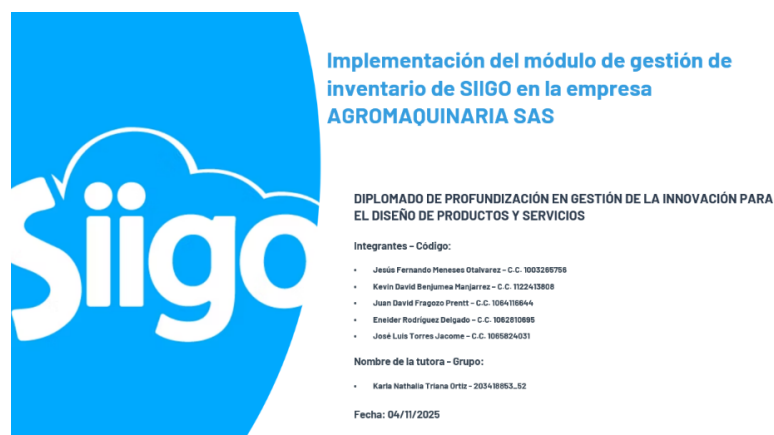 Siigo
Implementación del módulo de gestión de
inventario de SIIGO en la empresa
AGROMAQUINARIA SAS
DIPLOMADO DE PROFUNDIZACIÓN EN GESTIÓN DE LA INNOVACIÓN PARA
EL DISEÑO DE PRODUCTOS Y SERVICIOS
Integrantes – Código:
• Jesús Fernando Meneses Otalvarez – C.C. 1003265756
• Kevin David Benjumea Manjarrez – C.C. 1122413808
• Juan David Fragozo Prentt – C.C. 1064116644
• Eneider Rodríguez Delgado – C.C. 1062810695
• José Luis Torres Jacome – C.C. 1065824031
Nombre de la tutora - Grupo:
• Karla Nathalia Triana Ortiz - 203418853_52
Fecha: 04/11/2025